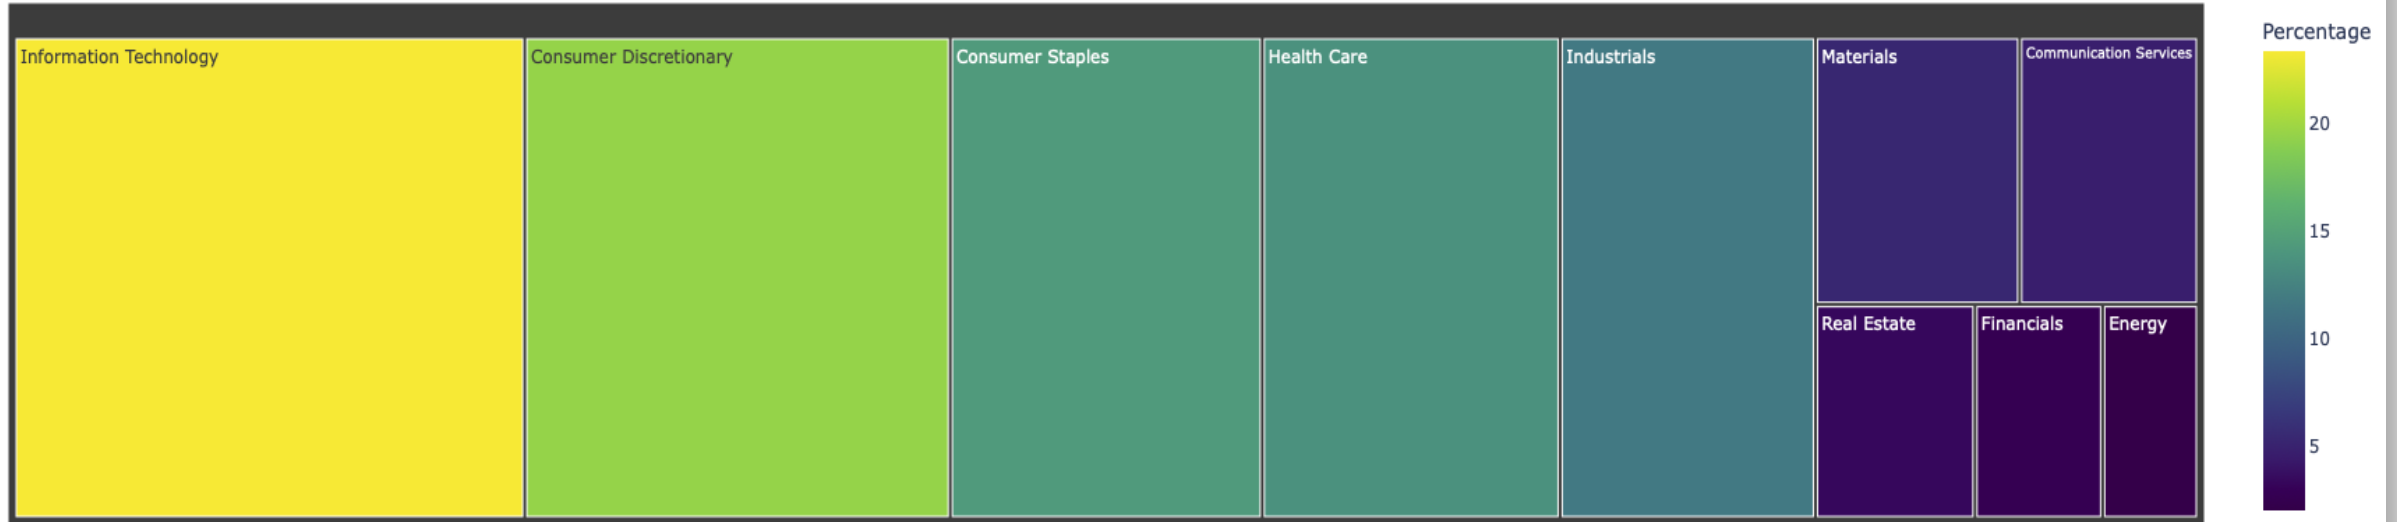 Information Technology
Consumer Discretionary
Consumer Staples
Health Care
Industrials
Materials
Communication Services
Real Estate
Financials
Energy
Percentage
20
15
10
5